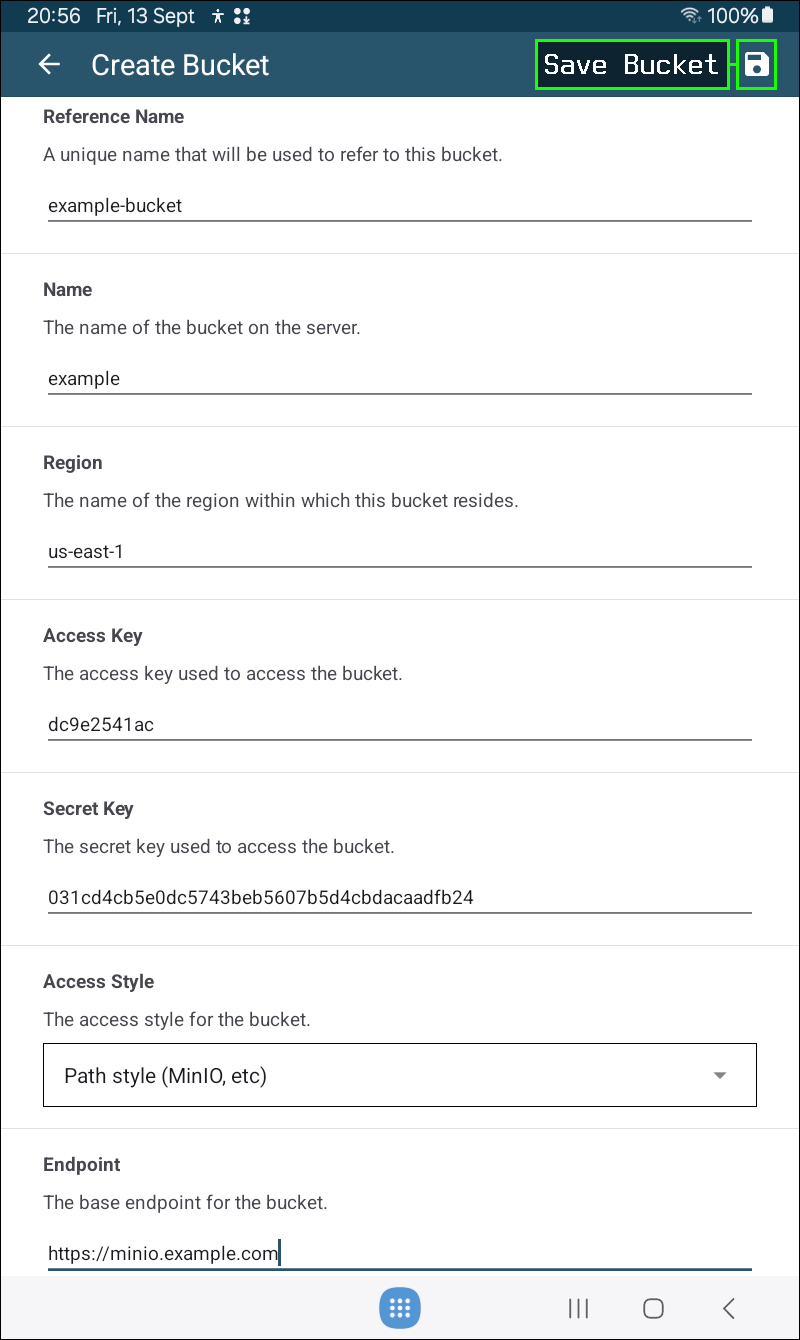 20:56 Fri, 13 Sept 100%
Create Bucket Save Bucket
Reference Name
A unique name that will be used to refer to this bucket.
example-bucket
Name
The name of the bucket on the server.
example
Region
The name of the region within which this bucket resides.
us-east-1
Access Key
The access key used to access the bucket.
dc9e2541ac
Secret Key
The secret key used to access the bucket.
031cd4cb5e0dc5743beb5607b5d4cbdacaadfb24
Access Style
The access style for the bucket.
Path style (MinIO, etc)
Endpoint
The base endpoint for the bucket.
https://minio.example.com